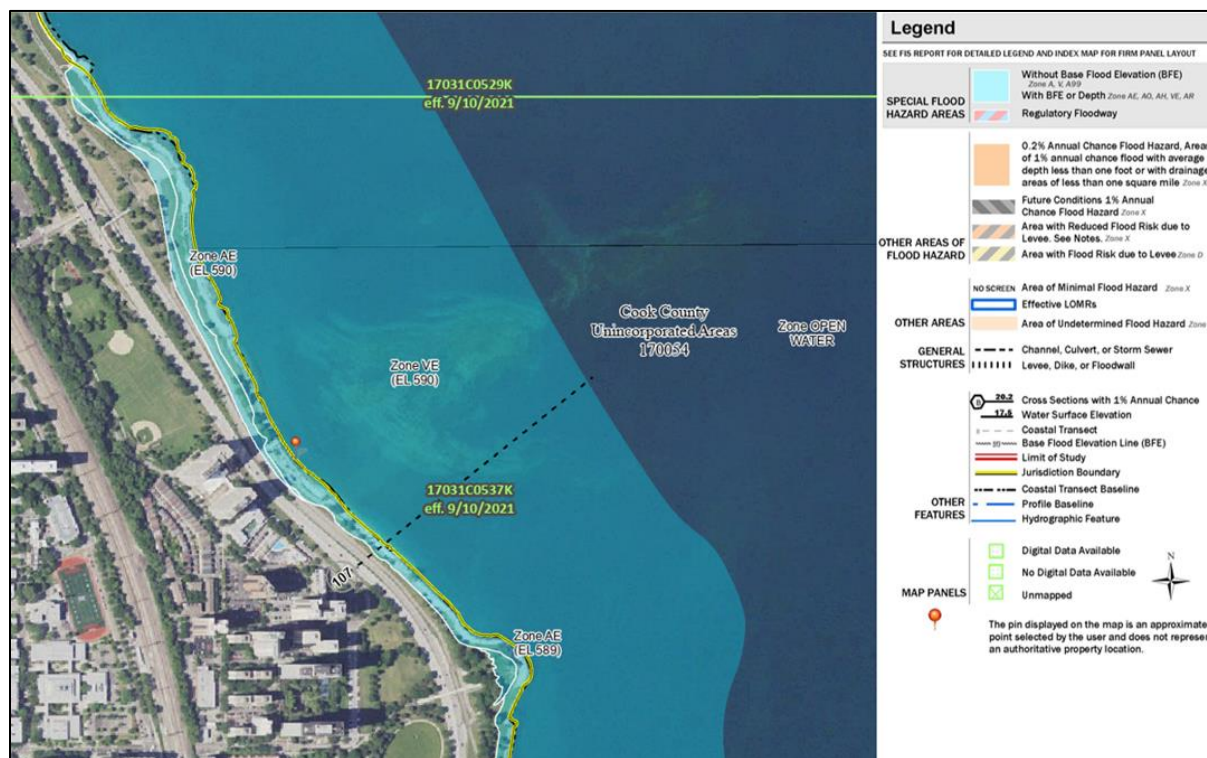 17031C0529K
eff. 9/10/2021
Zone AE
(EL 590)
Cook County
Unincorporated Areas
170054
Zone OPEN
WATER
Zone VE
(EL 590)
17031C0537K
eff. 9/10/2021
107
Zone AE
(EL 589)
Legend
SEE FIS REPORT FOR DETAILED LEGEND AND INDEX MAP FOR FIRM PANEL LAYOUT
SPECIAL FLOOD
HAZARD AREAS
Without Base Flood Elevation (BFE)
Zone A, V, A99
With BFE or Depth Zone AE, AO, AH, VE, AR
Regulatory Floodway
OTHER AREAS OF
FLOOD HAZARD
0.2% Annual Chance Flood Hazard, Area
of 1% annual chance flood with average
depth less than one foot or with drainage
areas of less than one square mile Zone X
Future Conditions 1% Annual
Chance Flood Hazard Zone X
Area with Reduced Flood Risk due to
Levee. See Notes. Zone X
Area with Flood Risk due to Levee Zone D
OTHER AREAS
NO SCREEN Area of Minimal Flood Hazard Zone X
Effective LOMRs
Area of Undetermined Flood Hazard Zone
GENERAL
STRUCTURES
Channel, Culvert, or Storm Sewer
Levee, Dike, or Floodwall
OTHER
FEATURES
B 20.2 Cross Sections with 1% Annual Chance
17.5 Water Surface Elevation
Coastal Transect
Base Flood Elevation Line (BFE)
Limit of Study
Jurisdiction Boundary
Coastal Transect Baseline
Profile Baseline
Hydrographic Feature
MAP PANELS
Digital Data Available
No Digital Data Available
Unmapped
N
The pin displayed on the map is an approximate
point selected by the user and does not represe
an authoritative property location.